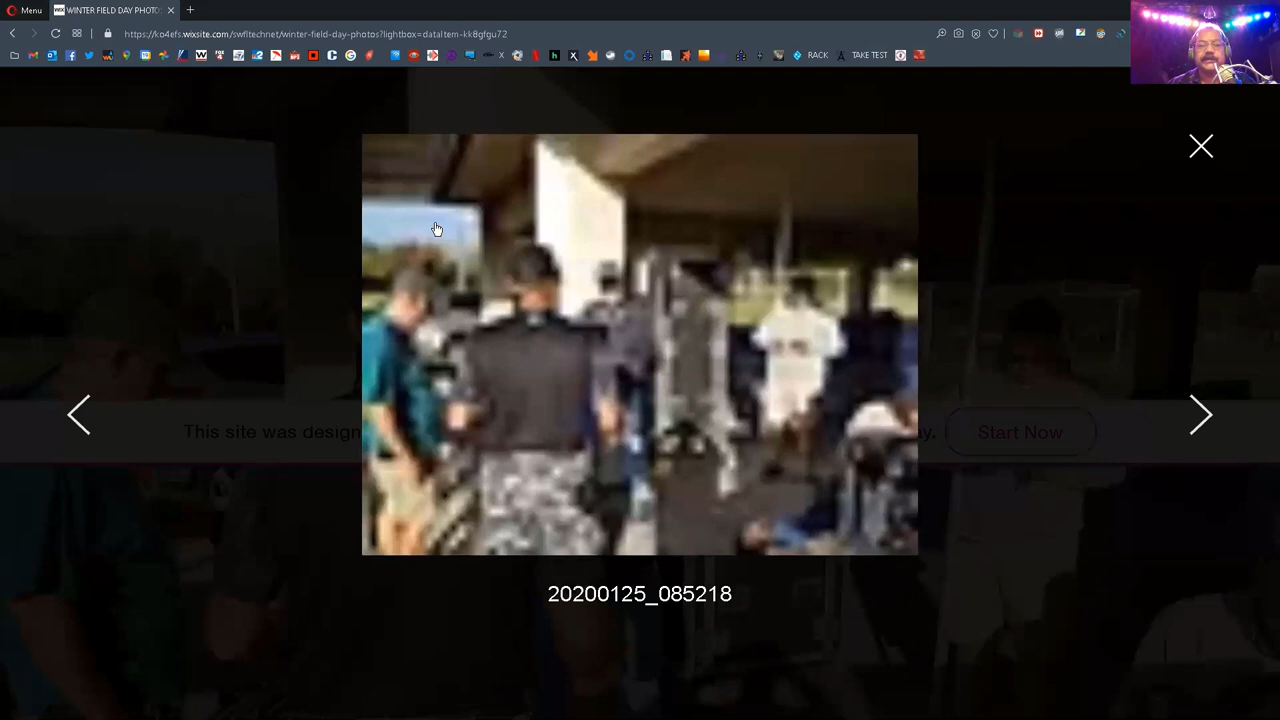 Menu
WINTER FIELD DAY PHOTO
https://ko4efs.wixsite.com/swfltechnet/winter-field-day-photos?lightbox=dataItem-kk8gfgu72
RACK
TAKE TEST
This site was design
ay.
Start Now
20200125_085218